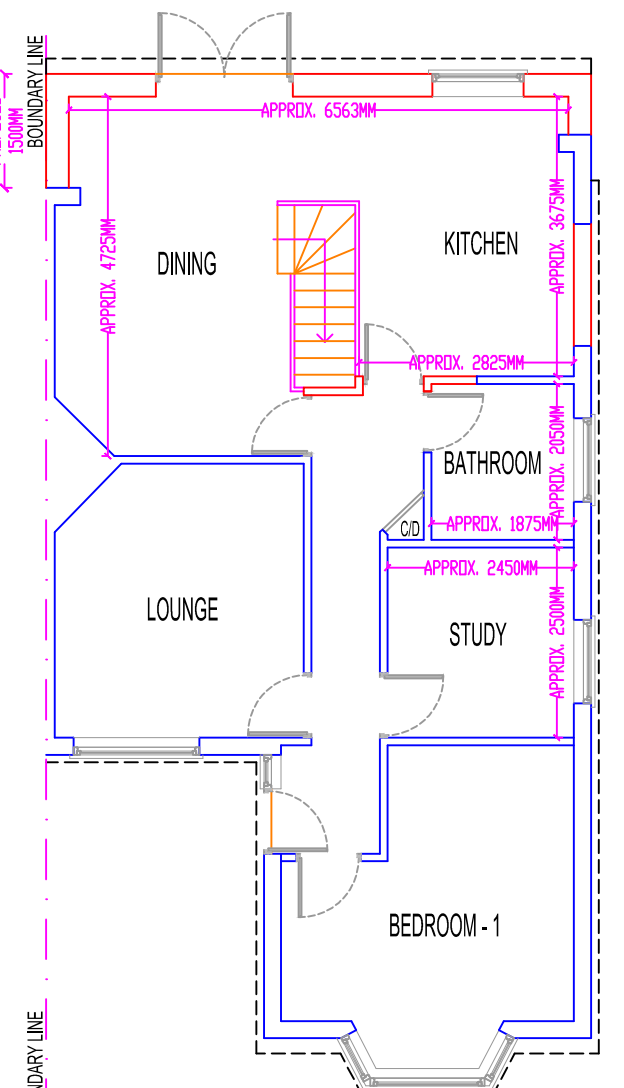 BOUNDARY LINE
1500MM
APPROX. 6563MM
APPROX. 4725MM
APPROX. 3675MM
DINING
KITCHEN
APPROX. 2825MM
BATHROOM
APPROX. 2050MM
C/D
APPROX. 1875MM
APPROX. 2450MM
LOUNGE
STUDY
APPROX. 2500MM
BEDROOM - 1
NDARY LINE